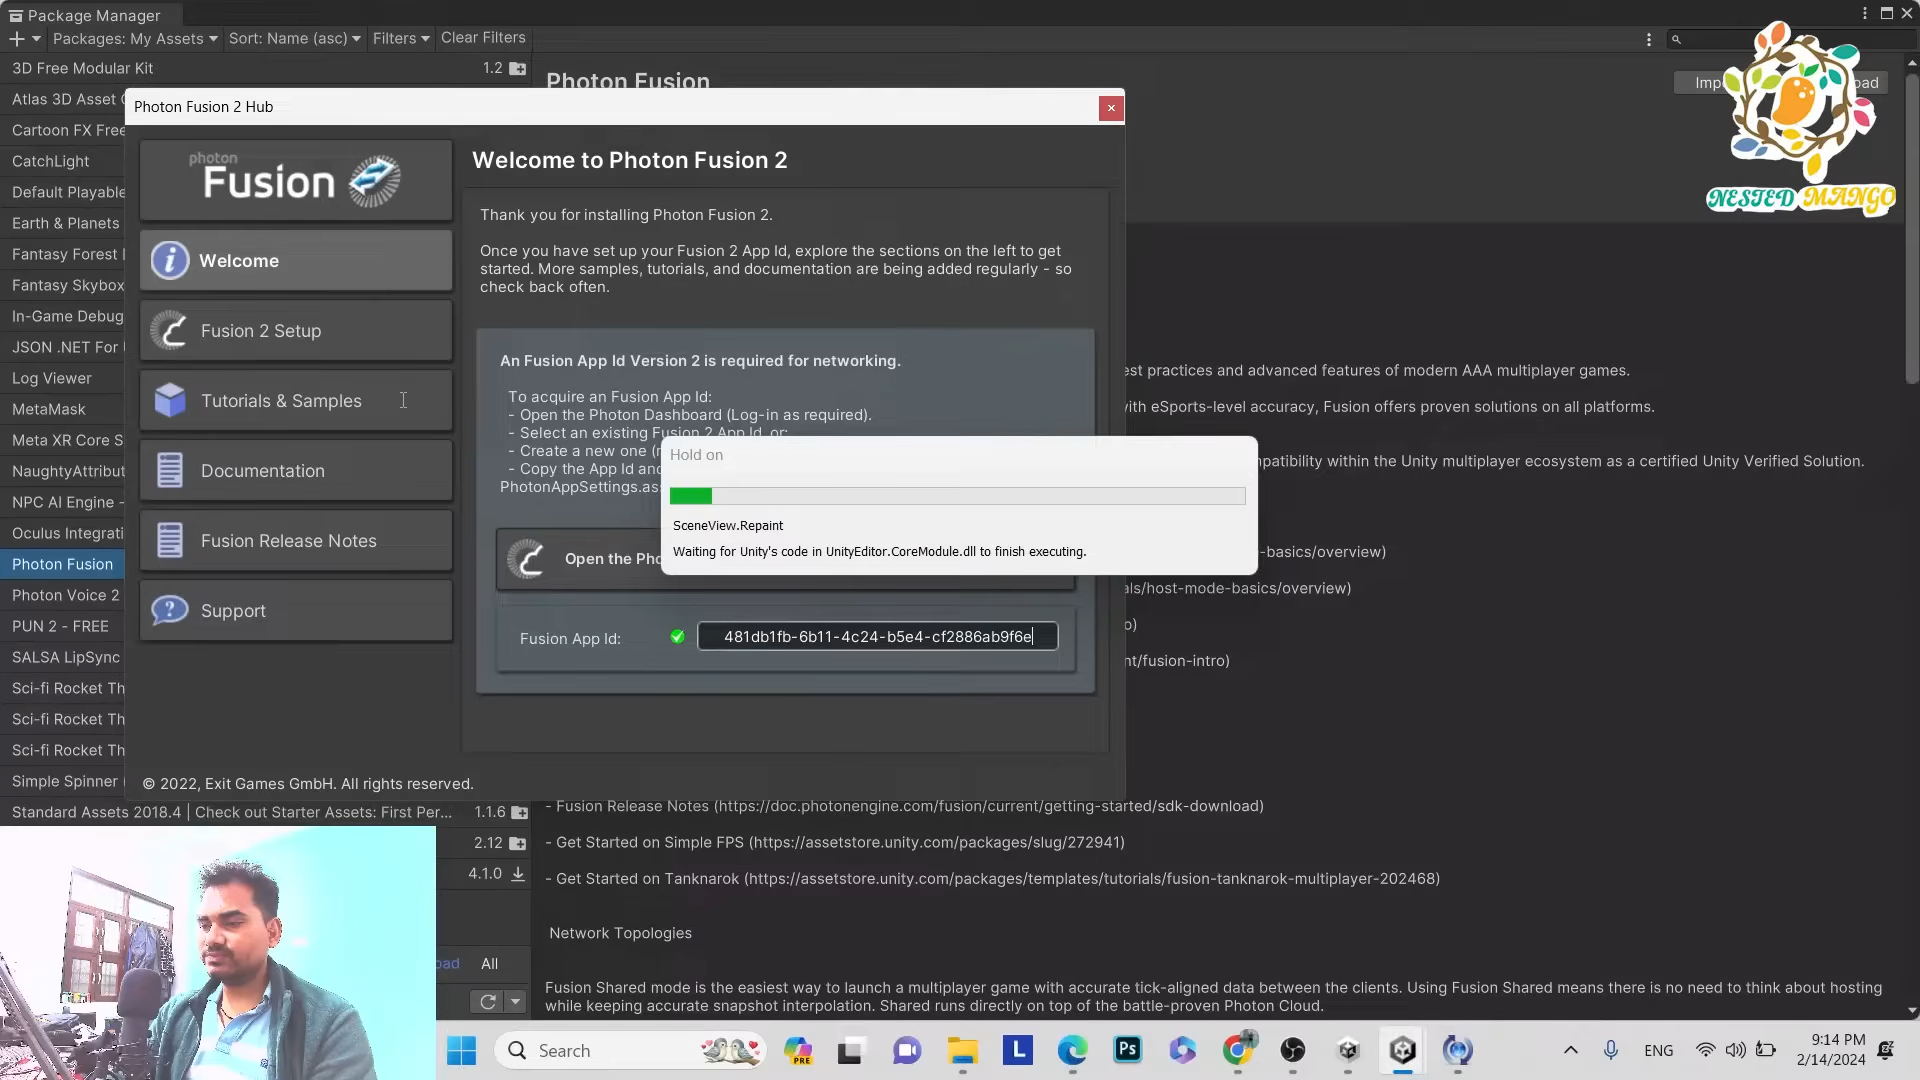 Package Manager
Packages: My Assets
Sort: Name (asc)
Filters
Clear Filters
3D Free Modular Kit
1.2
Atlas 3D Asset
Cartoon FX Free
CatchLight
Default Playable
Earth & Planets
Fantasy Forest
Fantasy Skybox
In-Game Debug
JSON .NET For
Log Viewer
MetaMask
Meta XR Core S
NaughtyAttribut
NPC AI Engine -
Oculus Integrati
Photon Fusion
Photon Voice 2
PUN 2 - FREE
SALSA LipSync
Sci-fi Rocket Th
Sci-fi Rocket Th
Sci-fi Rocket Th
Simple Spinner
Standard Assets 2018.4 | Check out Starter Assets: First Per...
1.1.6
2.12
4.1.0
oad
All
Photon Fusion
Imp
oad
NESTED MANGO
Photon Fusion 2 Hub
photon
Fusion
Welcome
Fusion 2 Setup
Tutorials & Samples
Documentation
Fusion Release Notes
Support
Welcome to Photon Fusion 2
Thank you for installing Photon Fusion 2.
Once you have set up your Fusion 2 App Id, explore the sections on the left to get
started. More samples, tutorials, and documentation are being added regularly - so
check back often.
An Fusion App Id Version 2 is required for networking.
To acquire an Fusion App Id:
- Open the Photon Dashboard (Log-in as required).
- Select an existing Fusion 2 App Id, or:
- Create a new one (
- Copy the App Id and
PhotonAppSettings.as
Open the Pho
Fusion App Id:
481db1fb-6b11-4c24-b5e4-cf2886ab9f6e
© 2022, Exit Games GmbH. All rights reserved.
Hold on
SceneView.Repaint
Waiting for Unity's code in UnityEditor.CoreModule.dll to finish executing.
est practices and advanced features of modern AAA multiplayer games.
with eSports-level accuracy, Fusion offers proven solutions on all platforms.
mpatibility within the Unity multiplayer ecosystem as a certified Unity Verified Solution.
-basics/overview)
als/host-mode-basics/overview)
o)
nt/fusion-intro)
- Fusion Release Notes (https://doc.photonengine.com/fusion/current/getting-started/sdk-download)
- Get Started on Simple FPS (https://assetstore.unity.com/packages/slug/272941)
- Get Started on Tanknarok (https://assetstore.unity.com/packages/templates/tutorials/fusion-tanknarok-multiplayer-202468)
Network Topologies
Fusion Shared mode is the easiest way to launch a multiplayer game with accurate tick-aligned data between the clients. Using Fusion Shared means there is no need to think about hosting
while keeping accurate snapshot interpolation. Shared runs directly on top of the battle-proven Photon Cloud.
Search
PRE
L
Ps
ENG
9:14 PM
2/14/2024